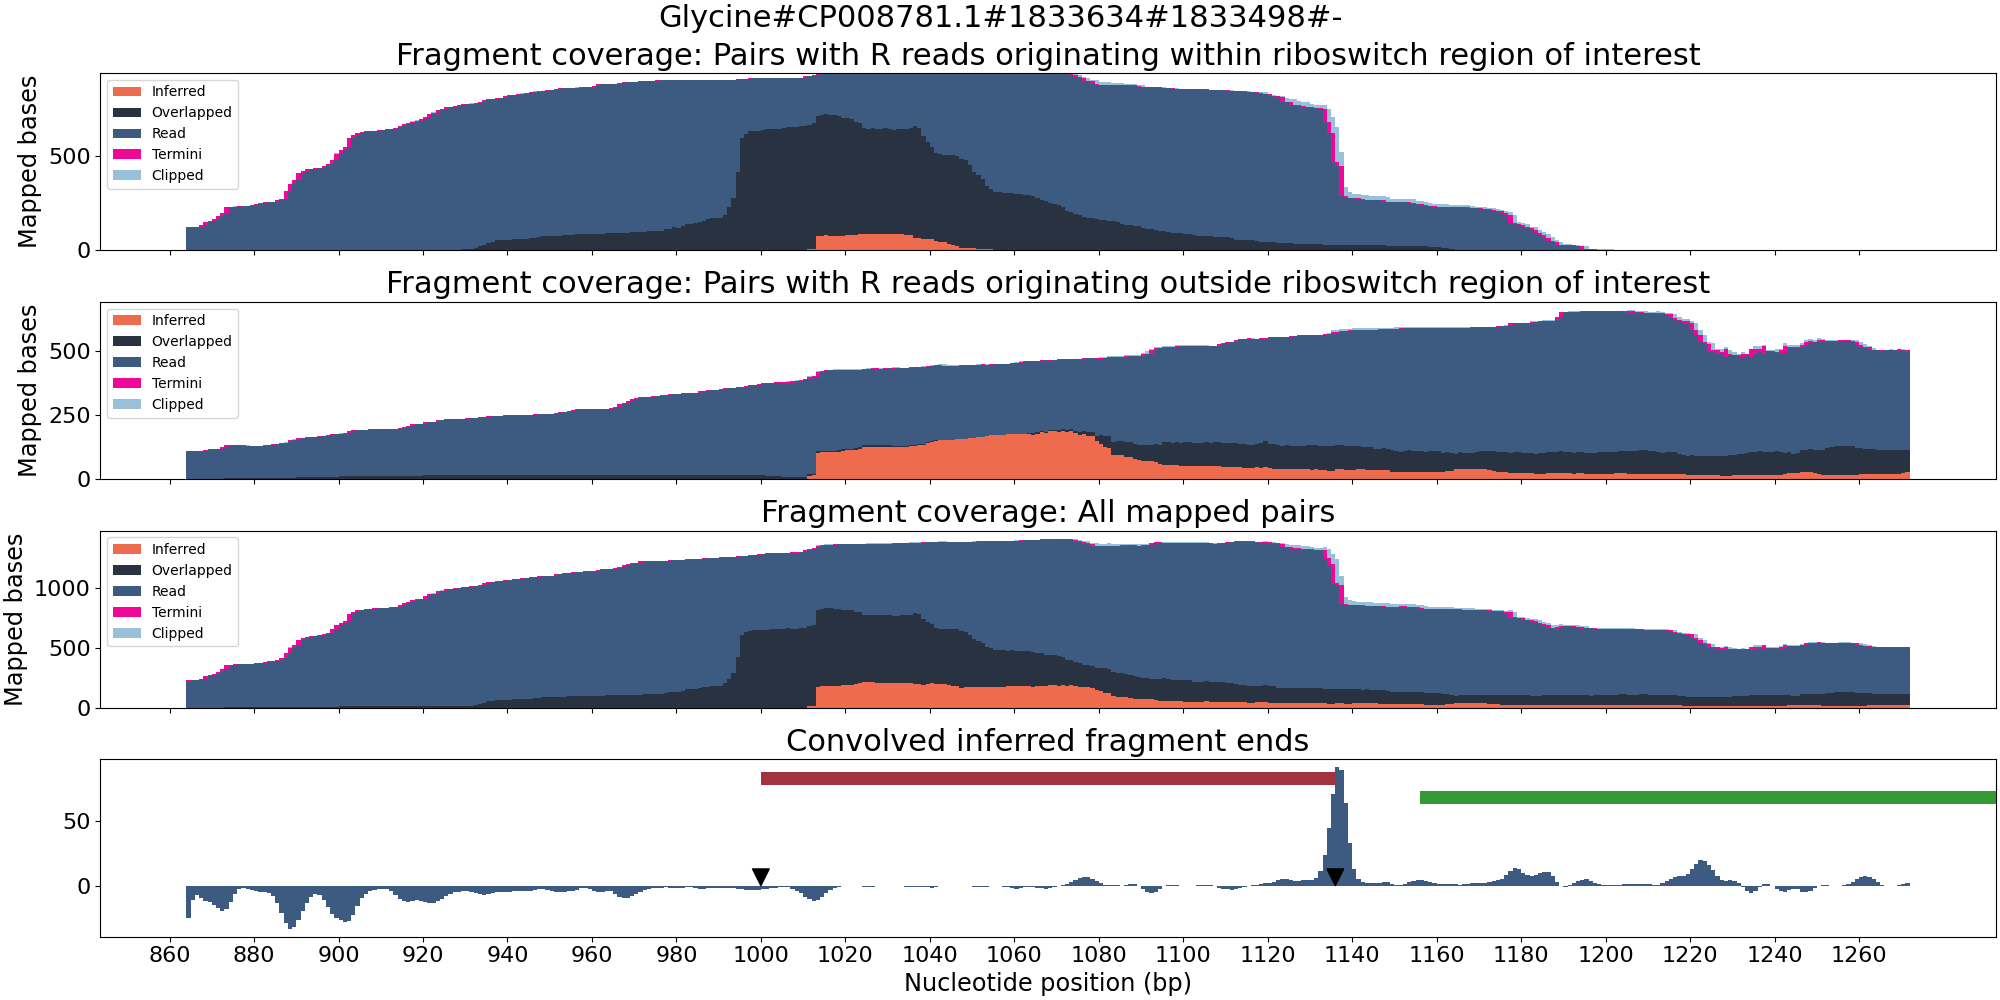 Glycine#CP008781.1#1833634#1833498#-
Fragment coverage: Pairs with R reads originating within riboswitch region of interest
Mapped bases
500
0
Inferred
Overlapped
Read
Termini
Clipped
Fragment coverage: Pairs with R reads originating outside riboswitch region of interest
Mapped bases
500
250
0
Inferred
Overlapped
Read
Termini
Clipped
Fragment coverage: All mapped pairs
Mapped bases
1000
500
0
Inferred
Overlapped
Read
Termini
Clipped
Convolved inferred fragment ends
50
0
860 880 900 920 940 960 980 1000 1020 1040 1060 1080 1100 1120 1140 1160 1180 1200 1220 1240 1260
Nucleotide position (bp)